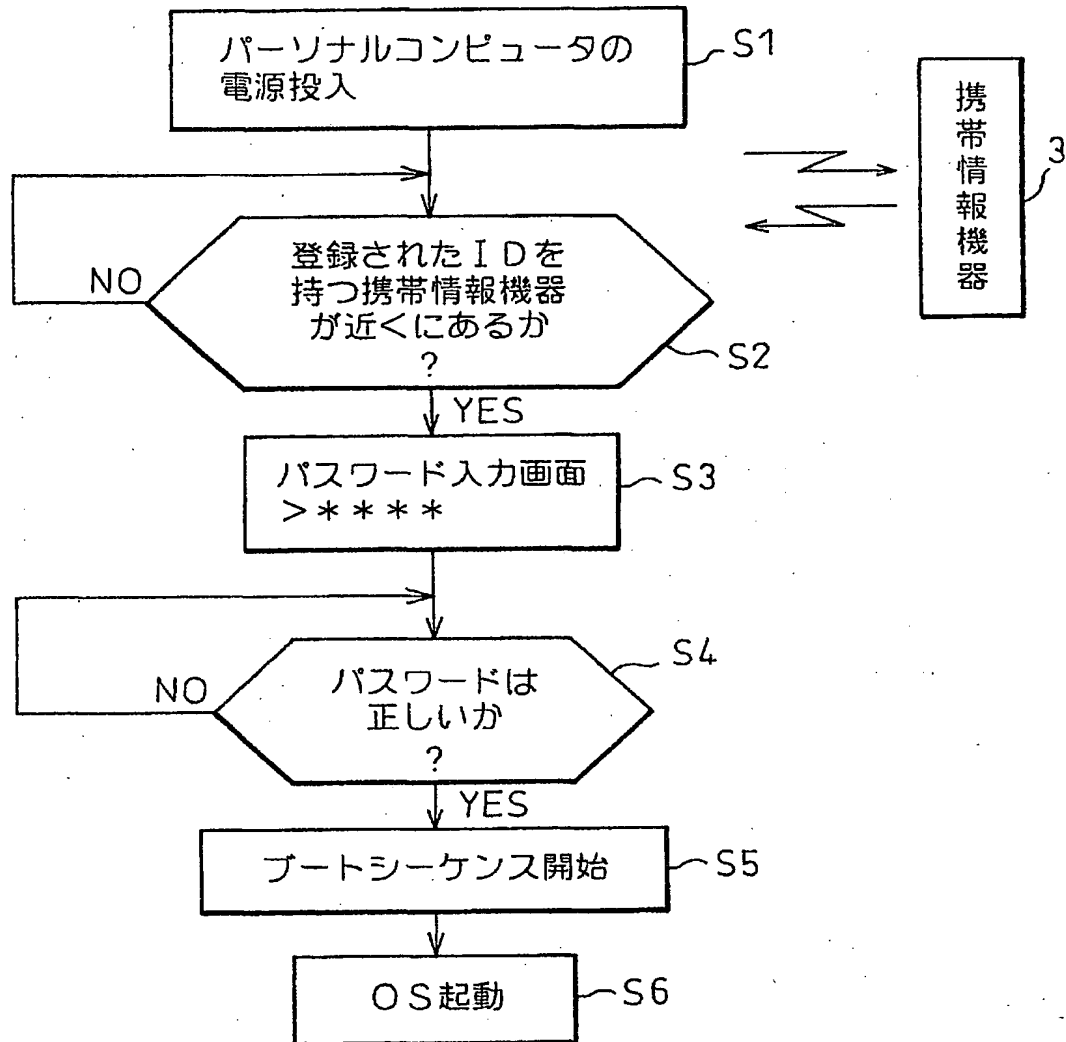 パーソナルコンピュータの
電源投入
S1
携帯情報機器
3
登録されたＩＤを
持つ携帯情報機器
が近くにあるか
?
NO
S2
YES
パスワード入力画面
>****
S3
パスワードは
正しいか
?
NO
S4
YES
ブートシーケンス開始
S5
ＯＳ起動
S6